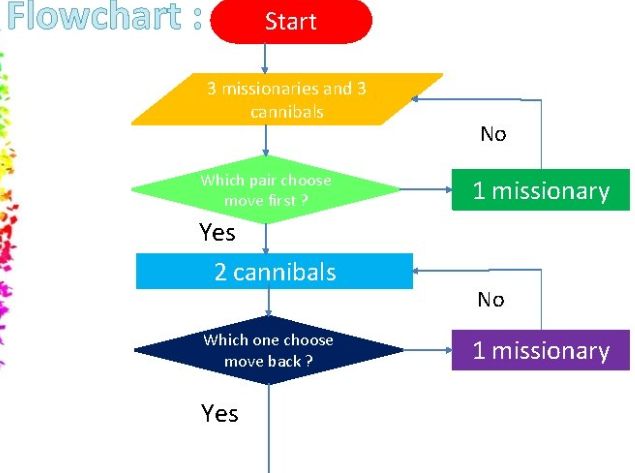 Flowchart :
Start
3 missionaries and 3
cannibals
No
Which pair choose
move first ?
1 missionary
Yes
2 cannibals
No
Which one choose
move back ?
1 missionary
Yes